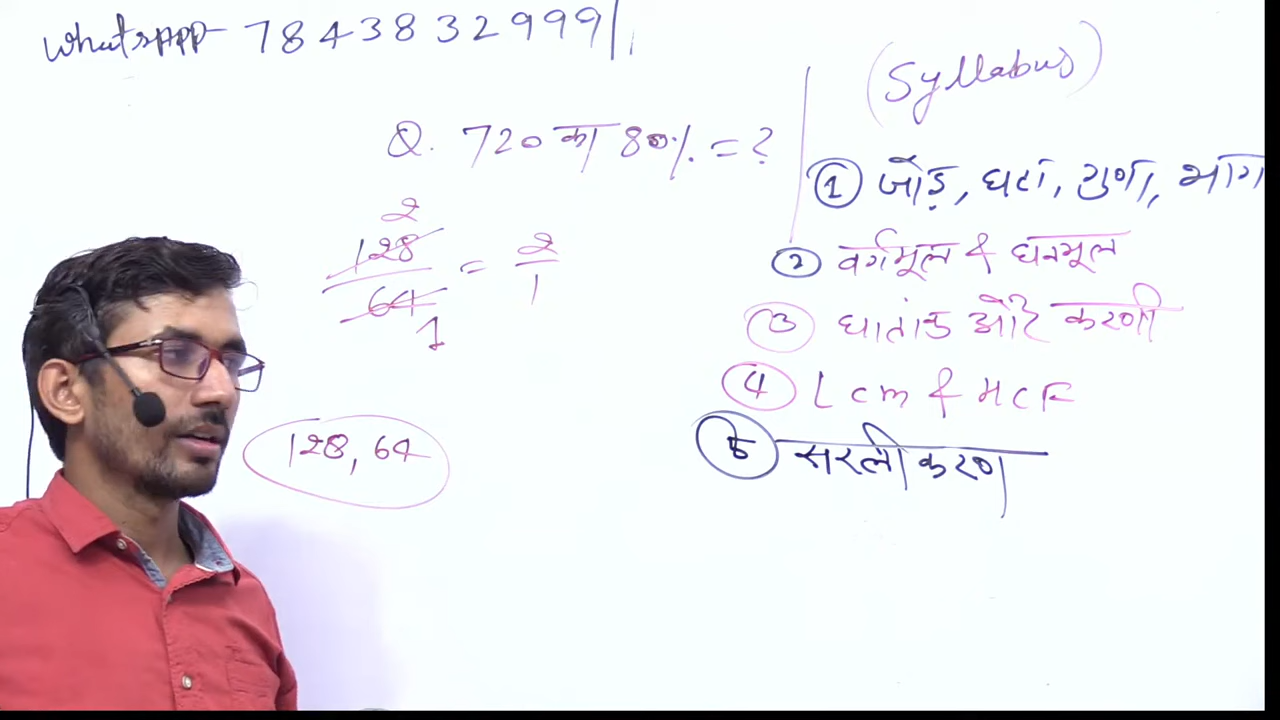 Whatsapp - 7843832999
(Syllabus)
Q. 720 का 80% = ?
128/64 = 2/1
2
1
128, 64
① जोड़, घटा, गुणा, भाग
② वर्गमूल & घनमूल
③ घातांक और करणी
④ Lcm & HCF
⑤ सरलीकरण